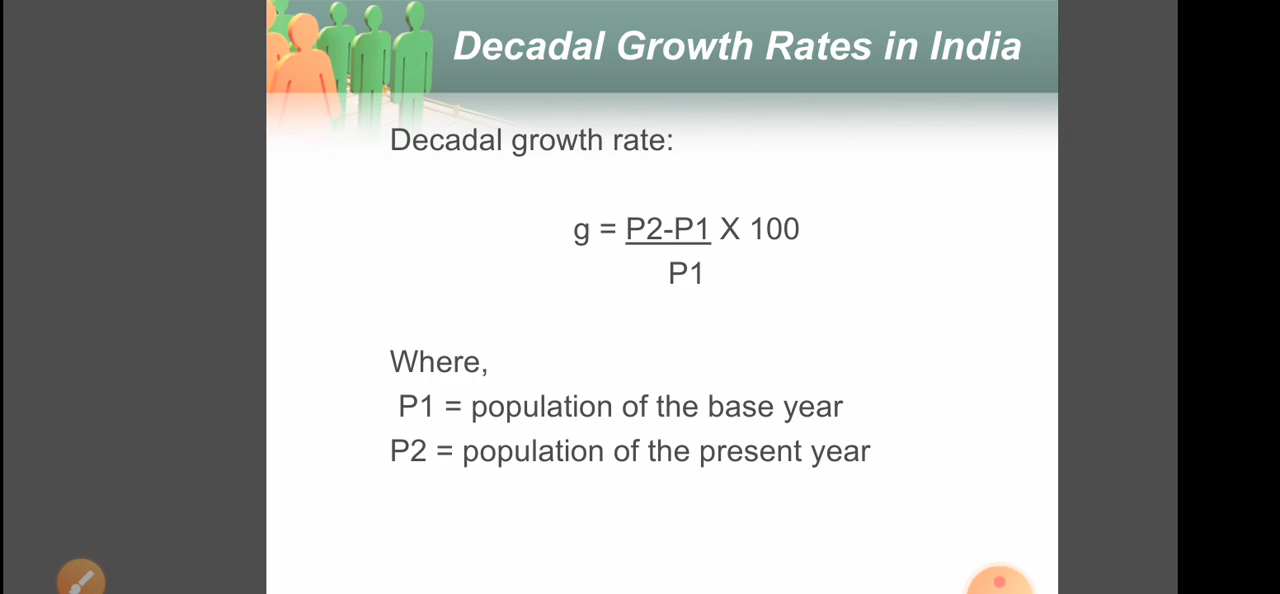 Decadal Growth Rates in India
Decadal growth rate:
g = P2-P1 X 100
P1
Where,
P1 = population of the base year
P2 = population of the present year